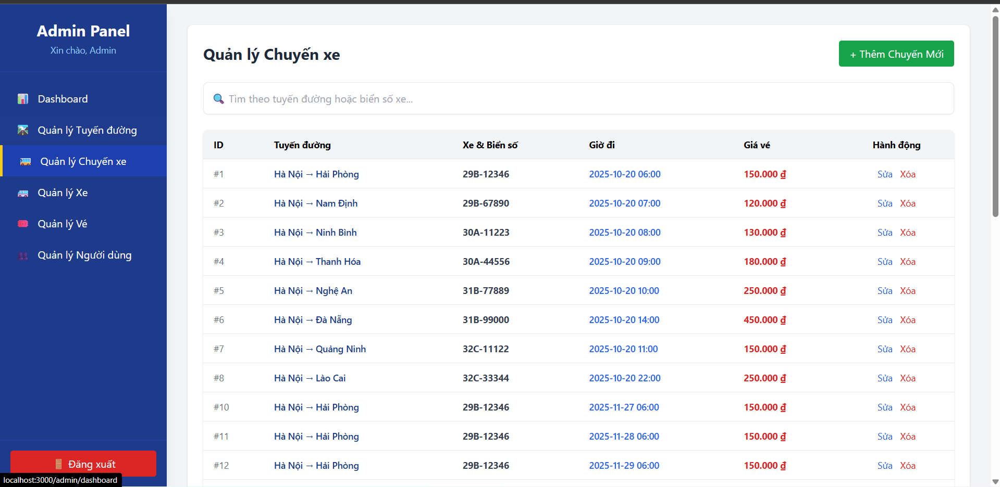 Admin Panel
Xin chào, Admin
Dashboard
Quản lý Tuyến đường
Quản lý Chuyến xe
Quản lý Xe
Quản lý Vé
Quản lý Người dùng
Đăng xuất
localhost:3000/admin/dashboard
Quản lý Chuyến xe
+ Thêm Chuyến Mới
Tìm theo tuyến đường hoặc biển số xe...
ID Tuyến đường Xe & Biển số Giờ đi Giá vé Hành động
#1 Hà Nội → Hải Phòng 29B-12346 2025-10-20 06:00 150.000 ₫ Sửa Xóa
#2 Hà Nội → Nam Định 29B-67890 2025-10-20 07:00 120.000 ₫ Sửa Xóa
#3 Hà Nội → Ninh Bình 30A-11223 2025-10-20 08:00 130.000 ₫ Sửa Xóa
#4 Hà Nội → Thanh Hóa 30A-44556 2025-10-20 09:00 180.000 ₫ Sửa Xóa
#5 Hà Nội → Nghệ An 31B-77889 2025-10-20 10:00 250.000 ₫ Sửa Xóa
#6 Hà Nội → Đà Nẵng 31B-99000 2025-10-20 14:00 450.000 ₫ Sửa Xóa
#7 Hà Nội → Quảng Ninh 32C-11122 2025-10-20 11:00 150.000 ₫ Sửa Xóa
#8 Hà Nội → Lào Cai 32C-33344 2025-10-20 22:00 250.000 ₫ Sửa Xóa
#10 Hà Nội → Hải Phòng 29B-12346 2025-11-27 06:00 150.000 ₫ Sửa Xóa
#11 Hà Nội → Hải Phòng 29B-12346 2025-11-28 06:00 150.000 ₫ Sửa Xóa
#12 Hà Nội → Hải Phòng 29B-12346 2025-11-29 06:00 150.000 ₫ Sửa Xóa